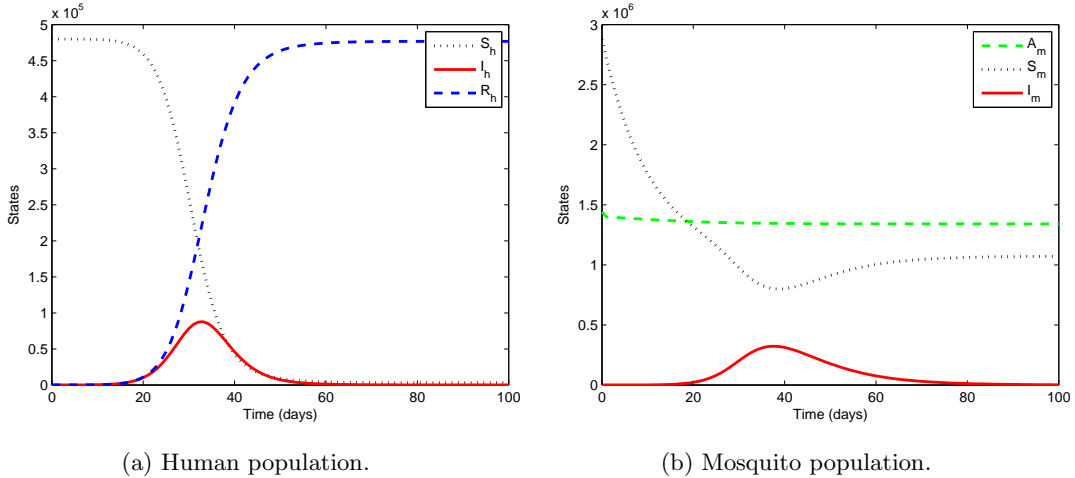 x 10^5
5
4.5
4
3.5
3
2.5
2
1.5
1
0.5
0
States
0 20 40 60 80 100
Time (days)
S_h
I_h
R_h
(a) Human population.
x 10^6
3
2.5
2
1.5
1
0.5
0
States
0 20 40 60 80 100
Time (days)
A_m
S_m
I_m
(b) Mosquito population.